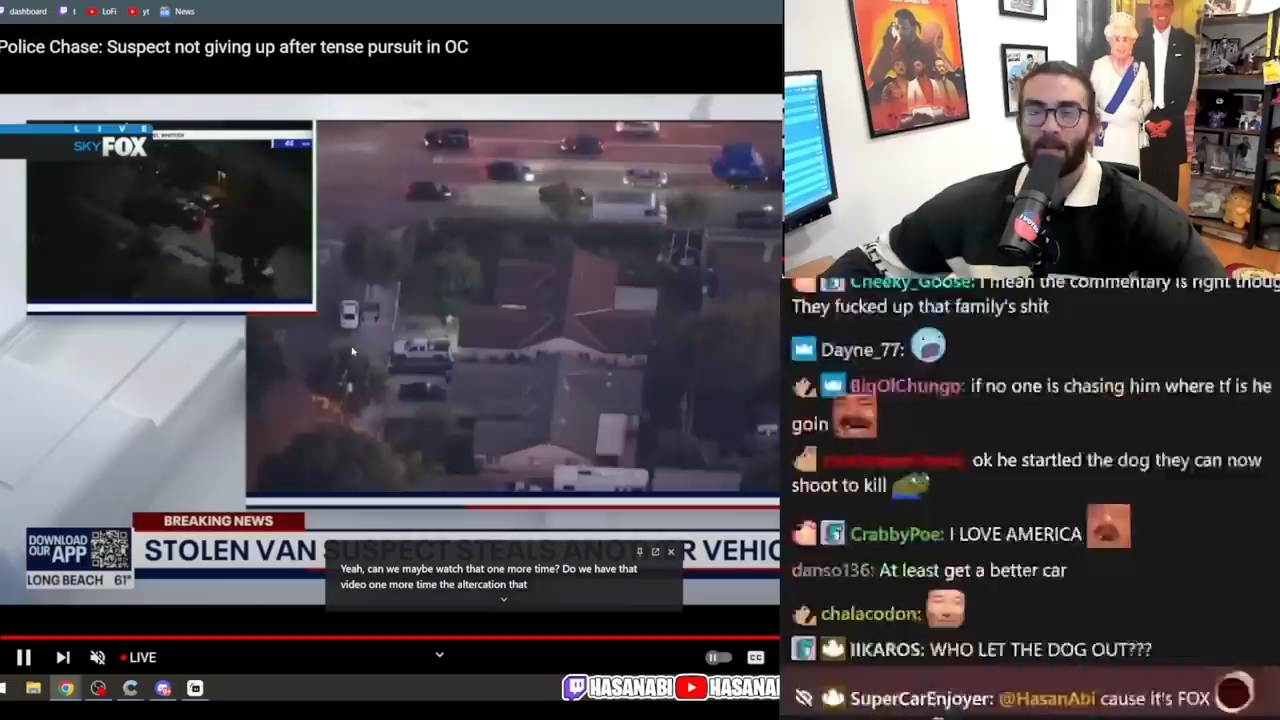 dashboard
t
LoFi
yt
News
Police Chase: Suspect not giving up after tense pursuit in OC
LIVE
SKYFOX
BREAKING NEWS
DOWNLOAD
OUR APP
STOLEN VAN SUSPECT STEALS ANOTHER VEHIC
LONG BEACH 61°
Yeah, can we maybe watch that one more time? Do we have that
video one more time the altercation that
LIVE
CC
HASANABI HASANA
Cheeky_Goose: I mean the commentary is right thoug
They fucked up that family's shit
Dayne_77:
BigOlChungo: if no one is chasing him where tf is he
goin
ok he startled the dog they can now
shoot to kill
CrabbyPoe: I LOVE AMERICA
danso136: At least get a better car
chalacodon:
IIKAROS: WHO LET THE DOG OUT???
SuperCarEnjoyer: @HasanAbi cause it's FOX